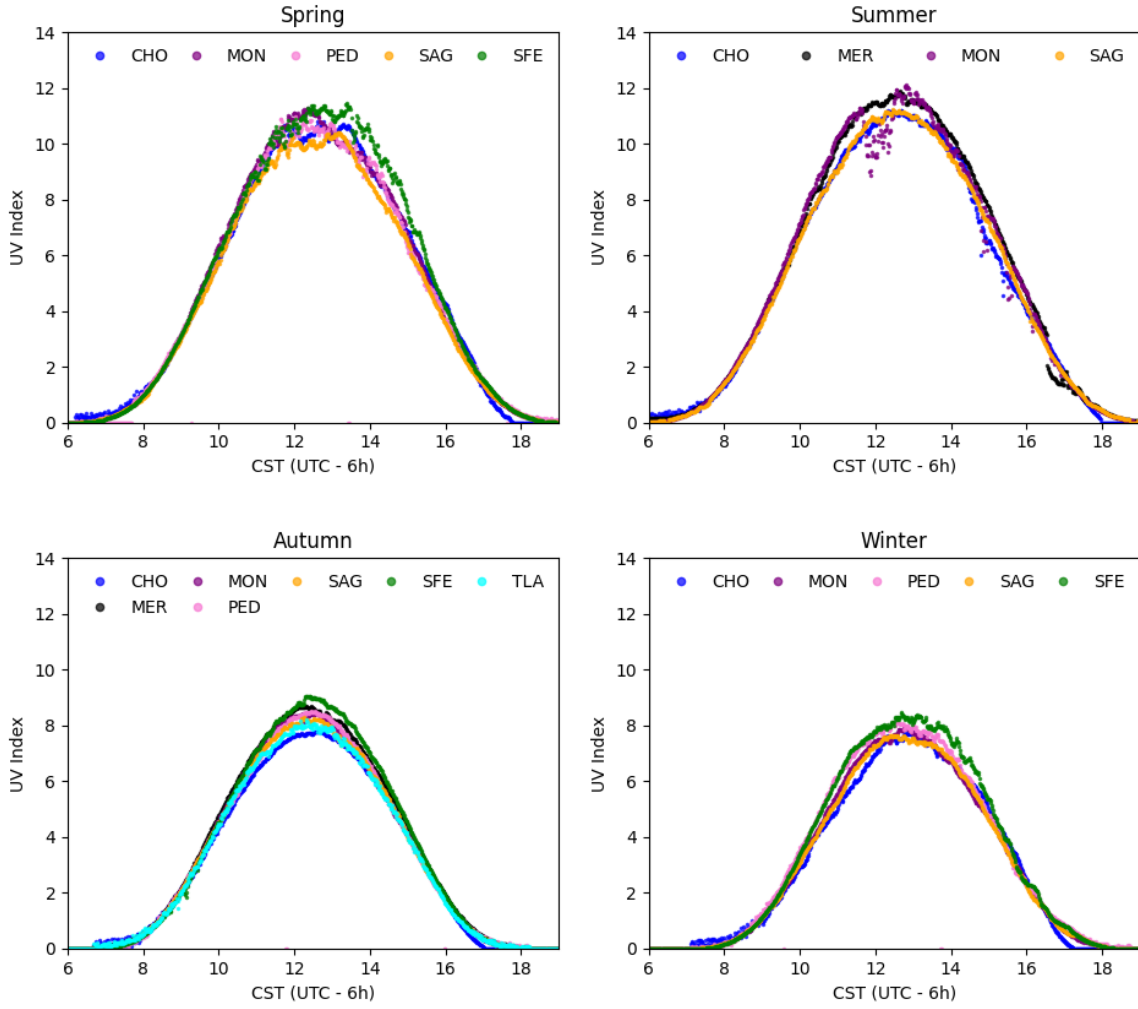 Spring
14
12
10
8
6
4
2
0
UV Index
CHO MON PED SAG SFE
6 8 10 12 14 16 18
CST (UTC - 6h)
Summer
14
12
10
8
6
4
2
0
UV Index
CHO MER MON SAG
6 8 10 12 14 16 18
CST (UTC - 6h)
Autumn
14
12
10
8
6
4
2
0
UV Index
CHO MON SAG SFE TLA
MER PED
6 8 10 12 14 16 18
CST (UTC - 6h)
Winter
14
12
10
8
6
4
2
0
UV Index
CHO MON PED SAG SFE
6 8 10 12 14 16 18
CST (UTC - 6h)